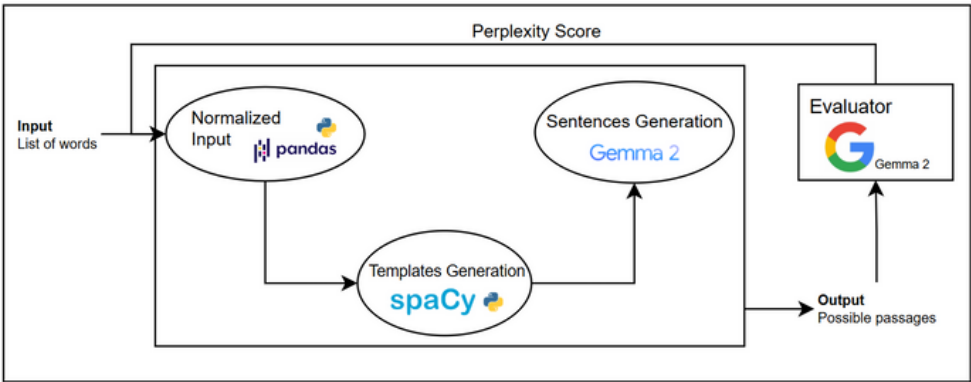 Perplexity Score
Input
List of words
Normalized
Input
pandas
Sentences Generation
Gemma 2
Evaluator
Gemma 2
Templates Generation
spaCy
Output
Possible passages